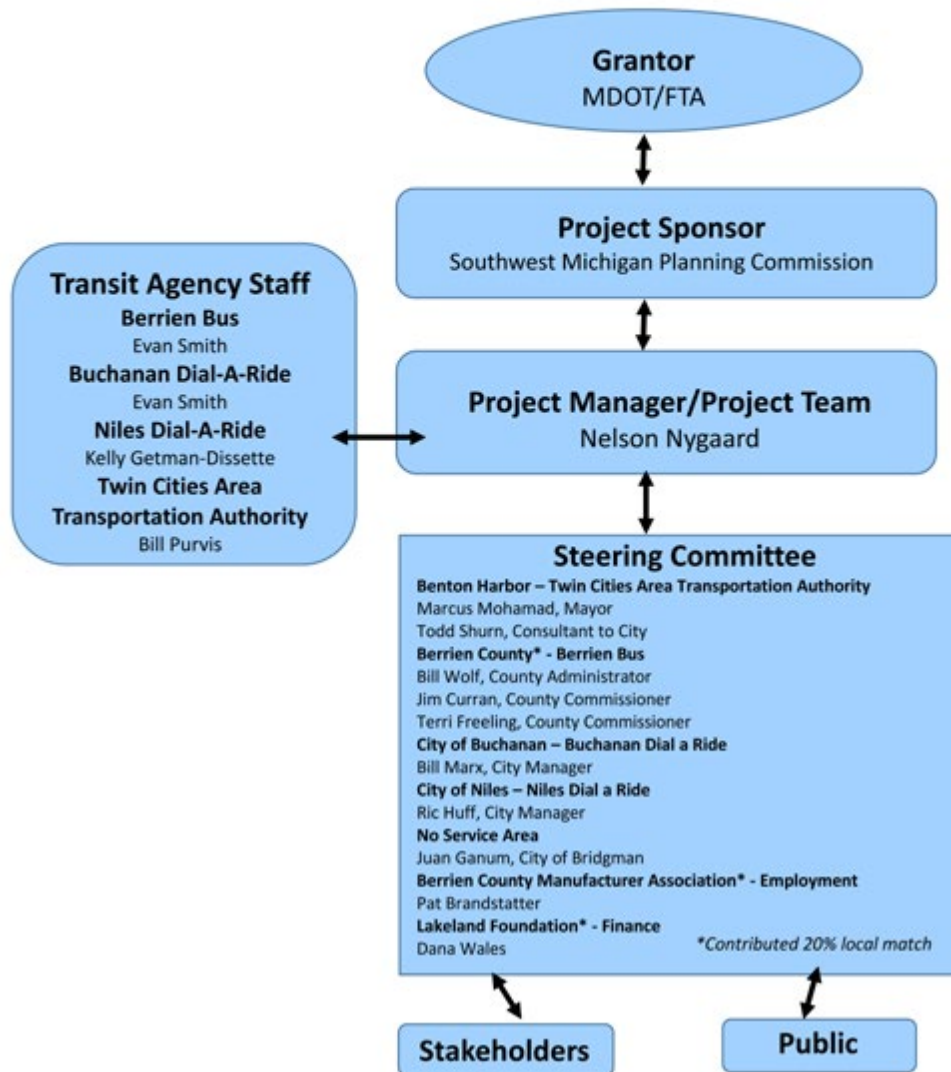 Grantor
MDOT/FTA
Project Sponsor
Southwest Michigan Planning Commission
Transit Agency Staff
Berrien Bus
Evan Smith
Buchanan Dial-A-Ride
Evan Smith
Niles Dial-A-Ride
Kelly Getman-Dissette
Twin Cities Area
Transportation Authority
Bill Purvis
Project Manager/Project Team
Nelson Nygaard
Steering Committee
Benton Harbor – Twin Cities Area Transportation Authority
Marcus Mohamad, Mayor
Todd Shurn, Consultant to City
Berrien County* - Berrien Bus
Bill Wolf, County Administrator
Jim Curran, County Commissioner
Terri Freeling, County Commissioner
City of Buchanan – Buchanan Dial a Ride
Bill Marx, City Manager
City of Niles – Niles Dial a Ride
Ric Huff, City Manager
No Service Area
Juan Ganum, City of Bridgman
Berrien County Manufacturer Association* - Employment
Pat Brandstatter
Lakeland Foundation* - Finance
Dana Wales
*Contributed 20% local match
Stakeholders
Public